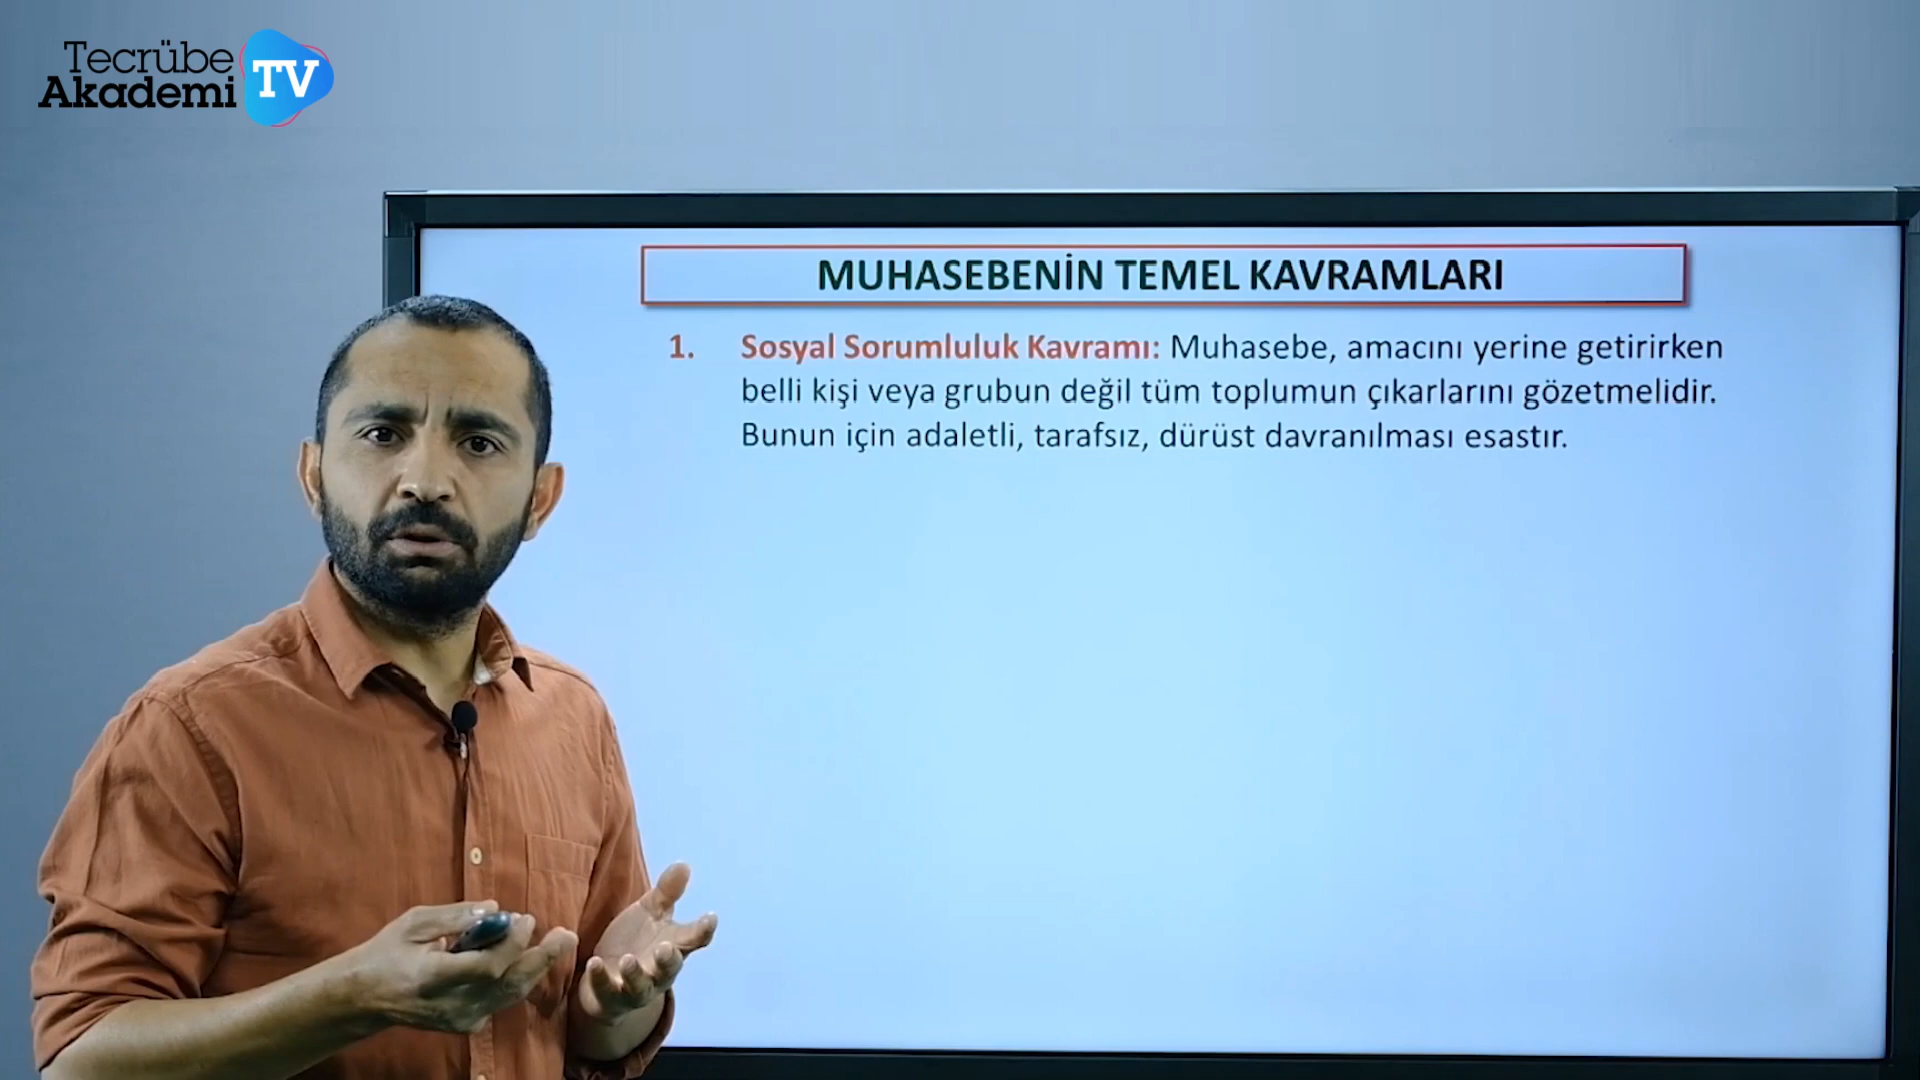 Tecrübe
Akademi TV
MUHASEBENİN TEMEL KAVRAMLARI
1. Sosyal Sorumluluk Kavramı: Muhasebe, amacını yerine getirirken
belli kişi veya grubun değil tüm toplumun çıkarlarını gözetmelidir.
Bunun için adaletli, tarafsız, dürüst davranılması esastır.